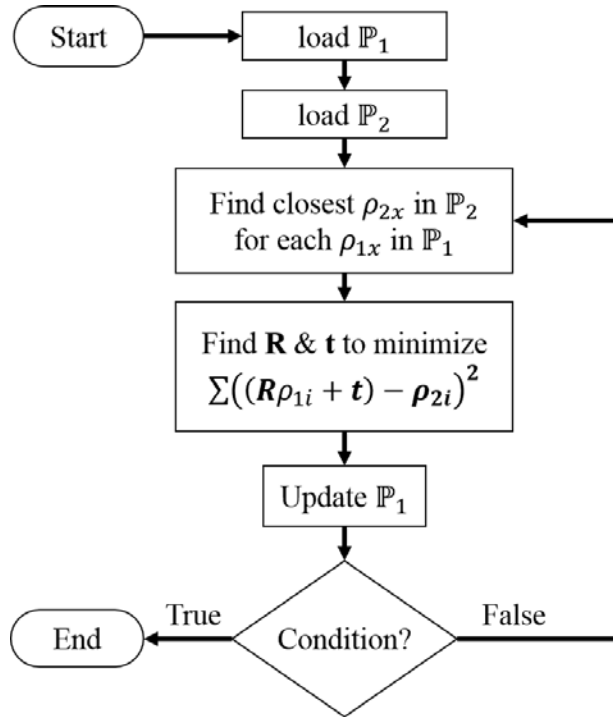 Start
load ℙ₁
load ℙ₂
Find closest ρ₂ₓ in ℙ₂
for each ρ₁ₓ in ℙ₁
Find R & t to minimize
∑((Rρ₁ᵢ + t) − ρ₂ᵢ)²
Update ℙ₁
Condition?
True
False
End